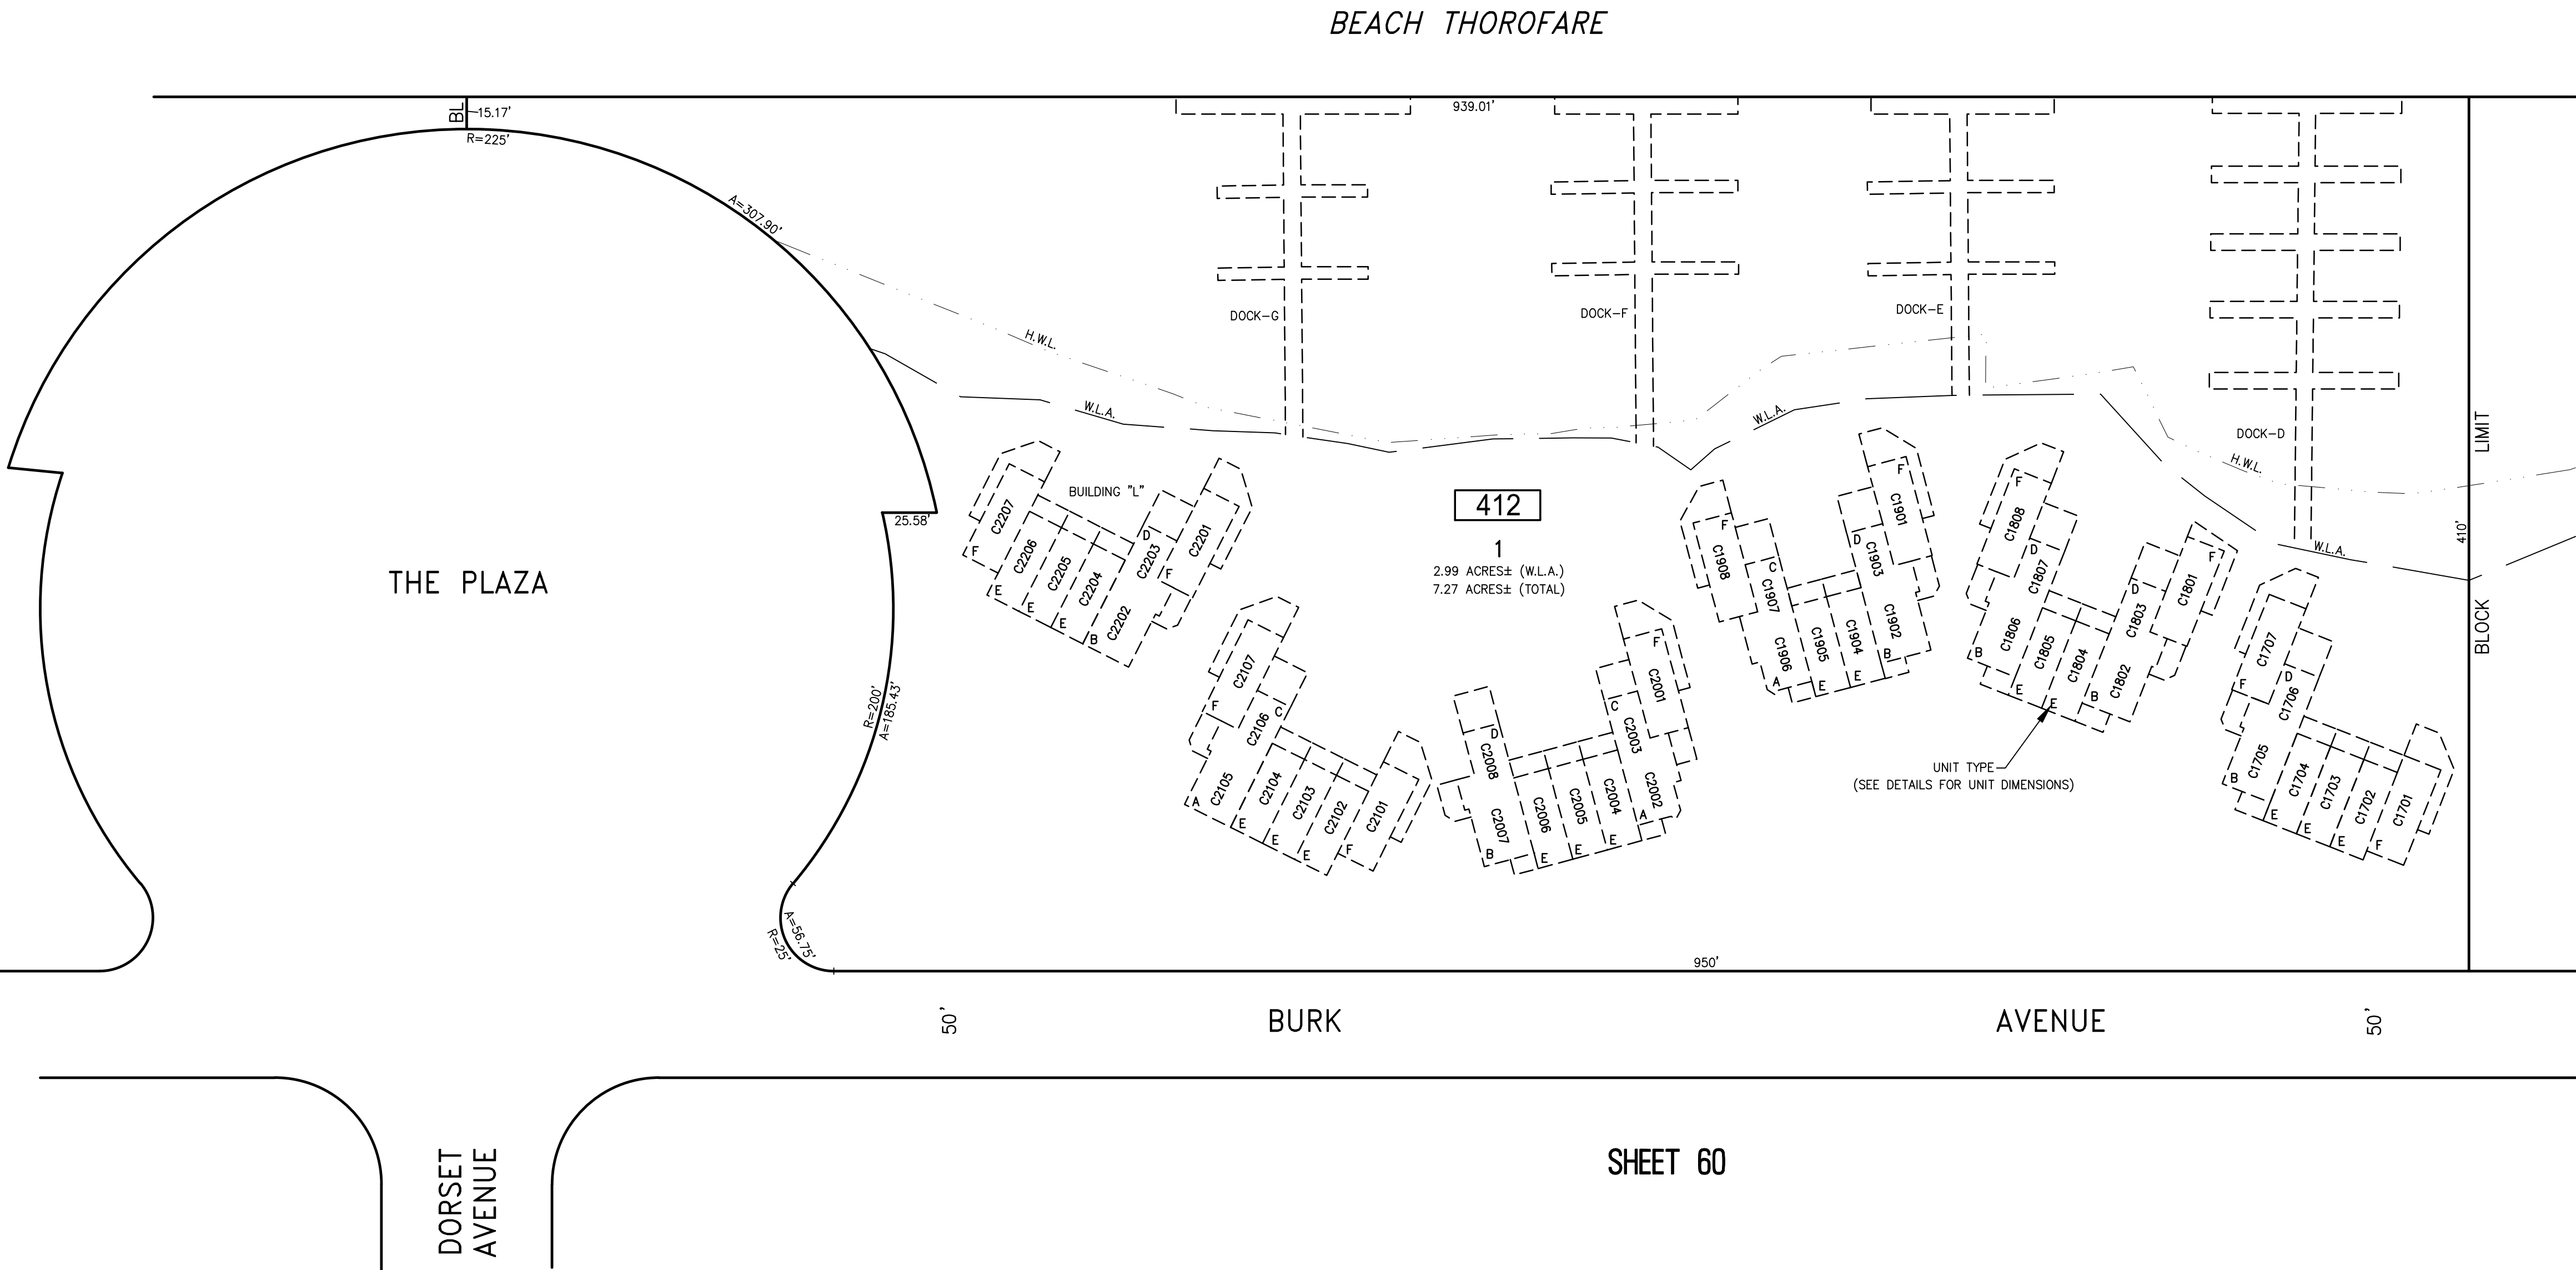 BEACH THOROFARE
BL
15.17'
R=225'
939.01'
A=307.90'
H.W.L.
W.L.A.
DOCK-G
DOCK-F
DOCK-E
DOCK-D
W.L.A.
H.W.L.
W.L.A.
LIMIT
BLOCK
410'
THE PLAZA
25.58'
R=200'
A=185.43'
A=56.75'
R=25'
BUILDING "L"
412
1
2.99 ACRES± (W.L.A.)
7.27 ACRES± (TOTAL)
C2207
F
C2206
E
C2205
E
C2204
E
D
C2203
C2202
B
C2201
F
C2107
F
C2106
C
C2105
A
C2104
E
C2103
E
C2102
E
C2101
F
D
C2008
C2007
B
C2006
E
C2005
E
C2004
E
C
C2003
C2002
A
F
C2001
F
C1908
C
C1907
C1906
A
C1905
E
C1904
E
D
C1903
C1902
B
F
C1901
F
C1808
D
C1807
C1806
B
C1805
E
C1804
E
D
C1803
C1802
B
F
C1801
C1707
F
D
C1706
C1705
B
C1704
E
C1703
E
C1702
E
C1701
F
UNIT TYPE
(SEE DETAILS FOR UNIT DIMENSIONS)
950'
50'
BURK
AVENUE
50'
DORSET
AVENUE
SHEET 60